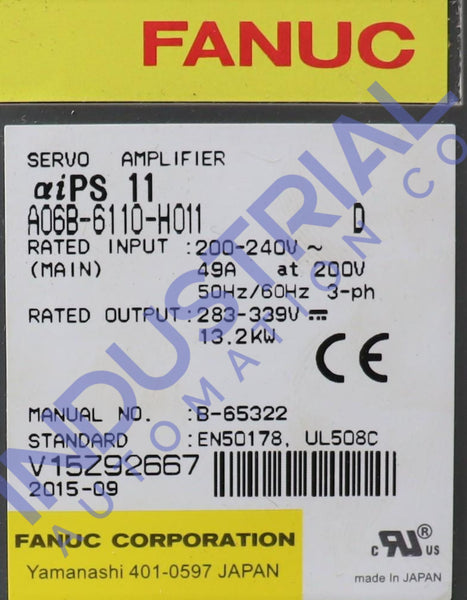 FANUC
SERVO AMPLIFIER
αiPS 11
A06B-6110-H011 D
RATED INPUT :200-240V ~
(MAIN) 49A at 200V
50Hz/60Hz 3-ph
RATED OUTPUT:283-339V ⎓
13.2kW
CE
MANUAL NO. :B-65322
STANDARD :EN50178, UL508C
V15Z92667
2015-09
FANUC CORPORATION
Yamanashi 401-0597 JAPAN
c RU ® US
made in JAPAN
INDUSTRIAL
AUTOMATION CO